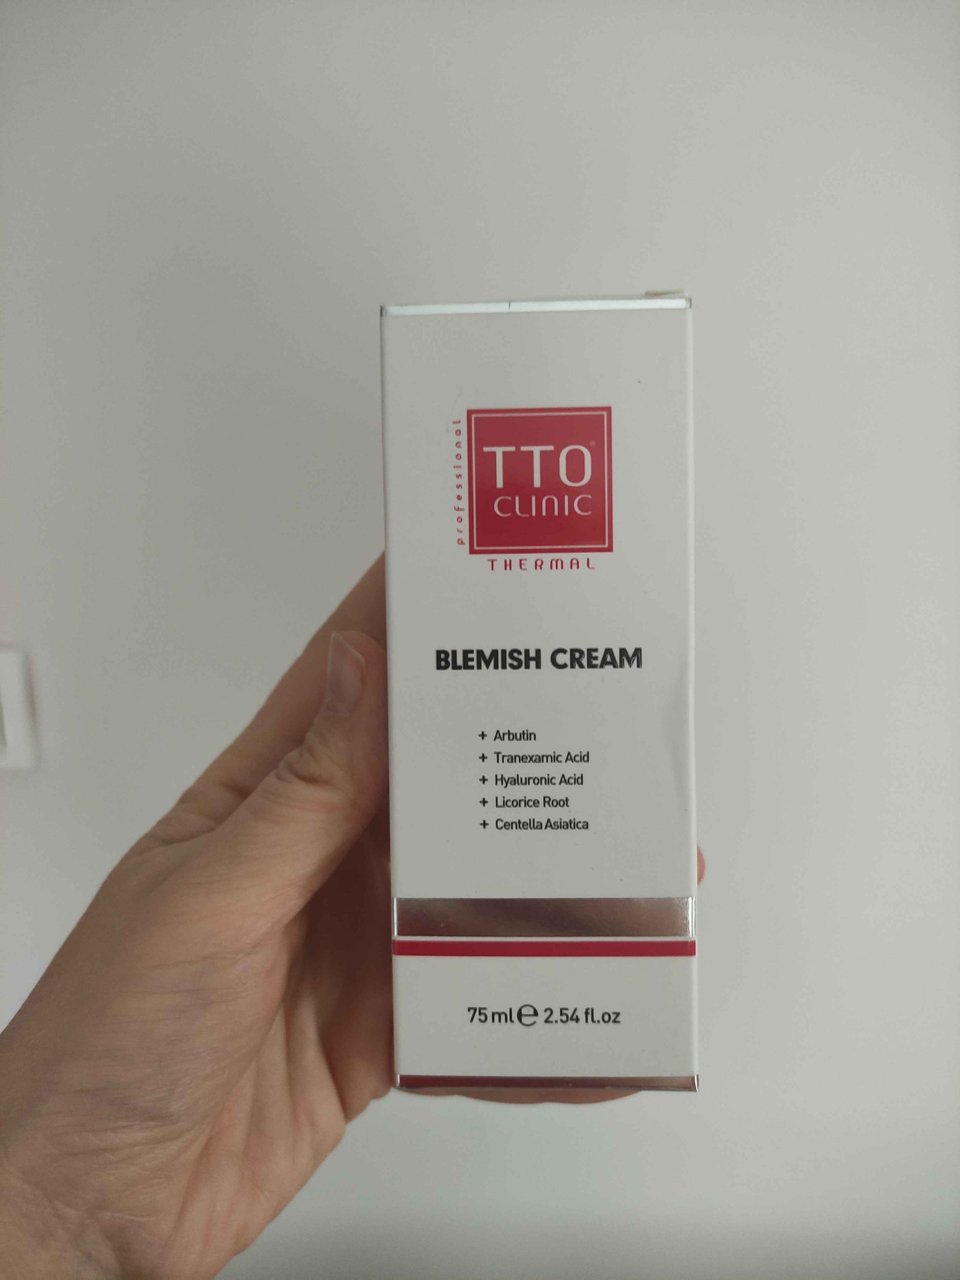 professional
TTO®
CLINIC
THERMAL
BLEMISH CREAM
+ Arbutin
+ Tranexamic Acid
+ Hyaluronic Acid
+ Licorice Root
+ Centella Asiatica
75 ml ℮ 2.54 fl.oz